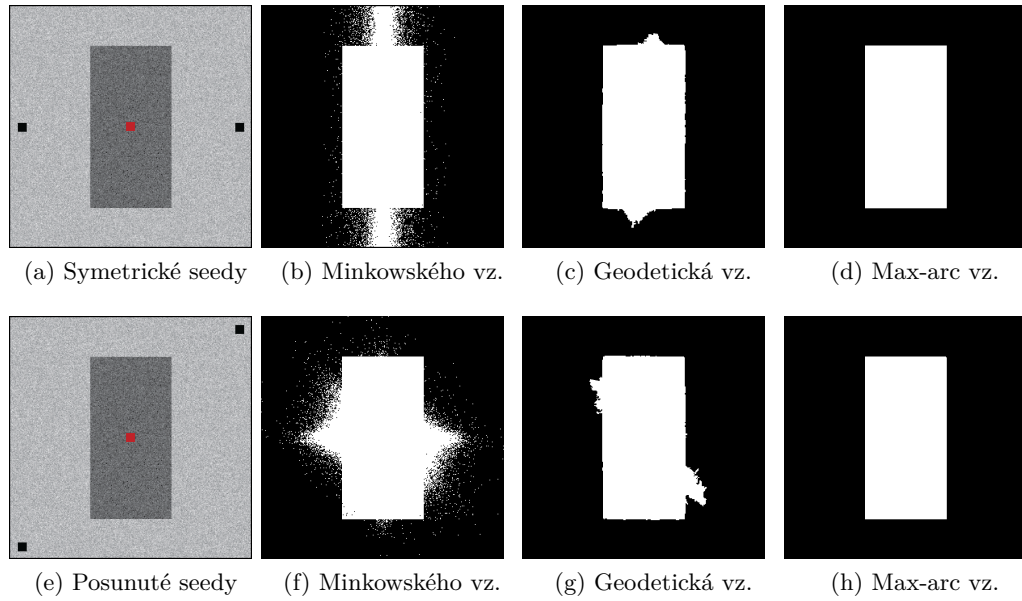 (a) Symetrické seedy
(b) Minkowského vz.
(c) Geodetická vz.
(d) Max-arc vz.
(e) Posunuté seedy
(f) Minkowského vz.
(g) Geodetická vz.
(h) Max-arc vz.